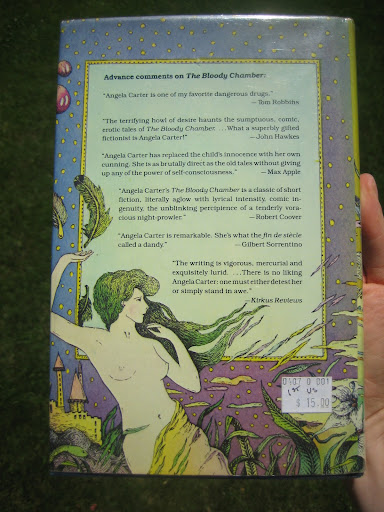 Advance comments on The Bloody Chamber:
"Angela Carter is one of my favorite dangerous drugs."
— Tom Robbins
"The terrifying howl of desire haunts the sumptuous, comic,
erotic tales of The Bloody Chamber. . . .What a superbly gifted
fictionist is Angela Carter!" — John Hawkes
"Angela Carter has replaced the child's innocence with her own
cunning. She is as brutally direct as the old tales without giving
up any of the power of self-consciousness." — Max Apple
"Angela Carter's The Bloody Chamber is a classic of short
fiction, literally aglow with lyrical intensity, comic in-
genuity, the unblinking percipience of a tenderly vora-
cious night-prowler." — Robert Coover
"Angela Carter is remarkable. She's what the fin de siècle
called a dandy." — Gilbert Sorrentino
"The writing is vigorous, mercurial and
exquisitely lurid. . . .There is no liking
Angela Carter: one must either detest her
or simply stand in awe."
Kirkus Reviews
1st US
$ 15.00